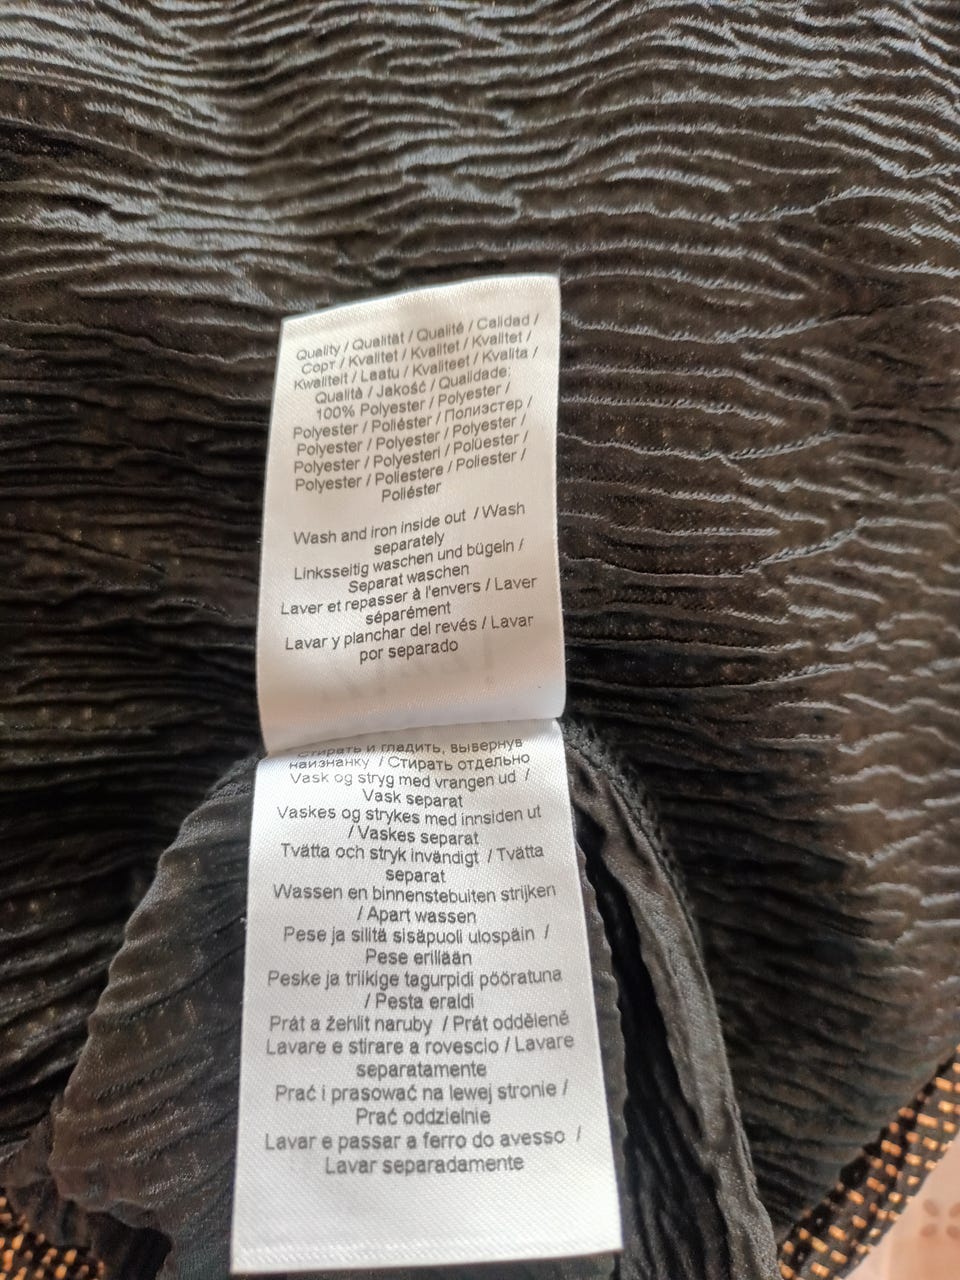 Quality / Qualität / Qualité / Calidad /
Сорт / Kvalitet / Kvalitet / Kvalitet /
Kwaliteit / Laatu / Kvaliteet / Kvalita /
Qualità / Jakość / Qualidade:
100% Polyester / Polyester /
Polyester / Poliéster / Полиэстер /
Polyester / Polyester / Polyester /
Polyester / Polyesteri / Polüester /
Polyester / Poliestere / Poliester /
Poliéster
Wash and iron inside out / Wash
separately
Linksseitig waschen und bügeln /
Separat waschen
Laver et repasser à l'envers / Laver
séparément
Lavar y planchar del revés / Lavar
por separado
Стирать и гладить, вывернув
наизнанку / Стирать отдельно
Vask og stryg med vrangen ud /
Vask separat
Vaskes og strykes med innsiden ut
/ Vaskes separat
Tvätta och stryk invändigt / Tvätta
separat
Wassen en binnenstebuiten strijken
/ Apart wassen
Pese ja silitä sisäpuoli ulospäin /
Pese erillään
Peske ja triikige tagurpidi pööratuna
/ Pesta eraldi
Prát a žehlit naruby / Prát odděleně
Lavare e stirare a rovescio / Lavare
separatamente
Prać i prasować na lewej stronie /
Prać oddzielnie
Lavar e passar a ferro do avesso /
Lavar separadamente